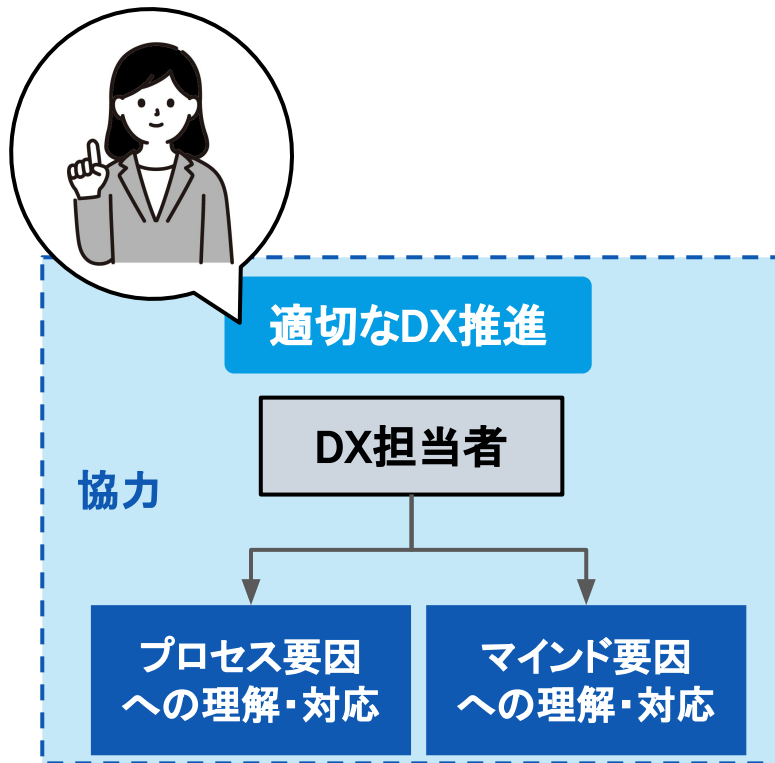 適切なDX推進
DX担当者
協力
プロセス要因
への理解・対応
マインド要因
への理解・対応